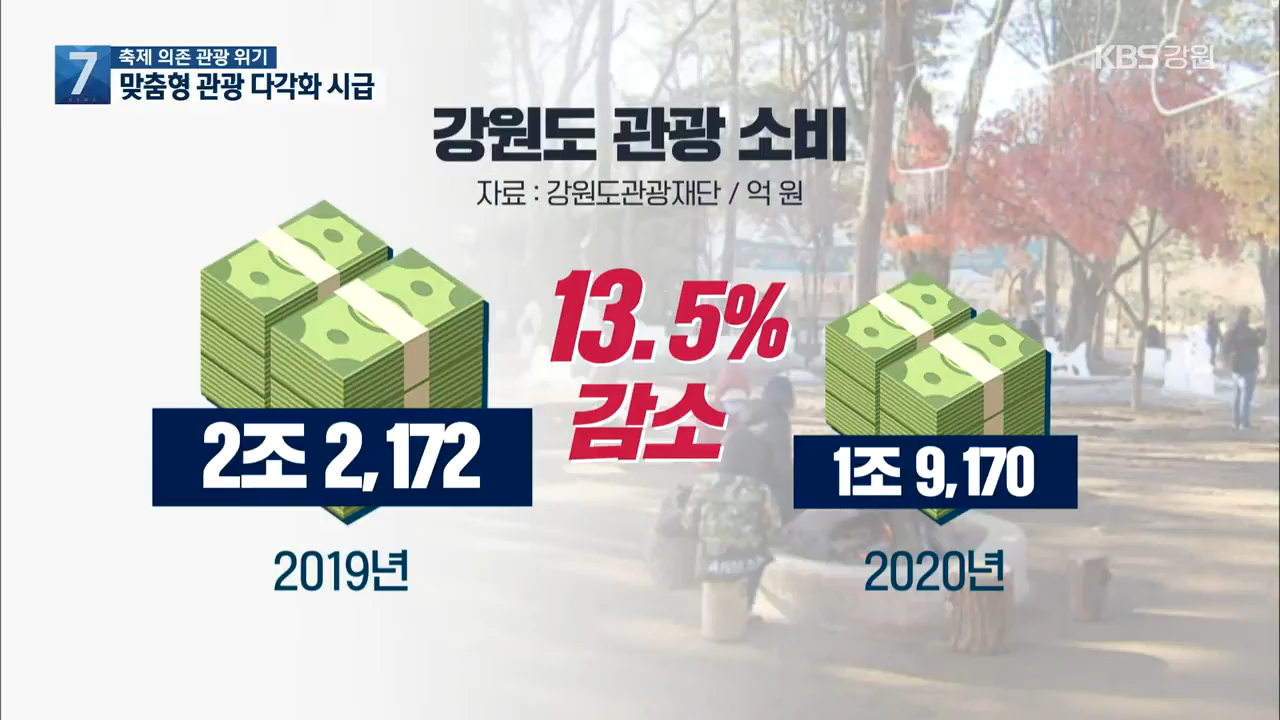 7
축제 의존 관광 위기
맞춤형 관광 다각화 시급
KBS 강원
강원도 관광 소비
자료 : 강원도관광재단 / 억 원
13.5%
감소
2조 2,172
1조 9,170
2019년
2020년